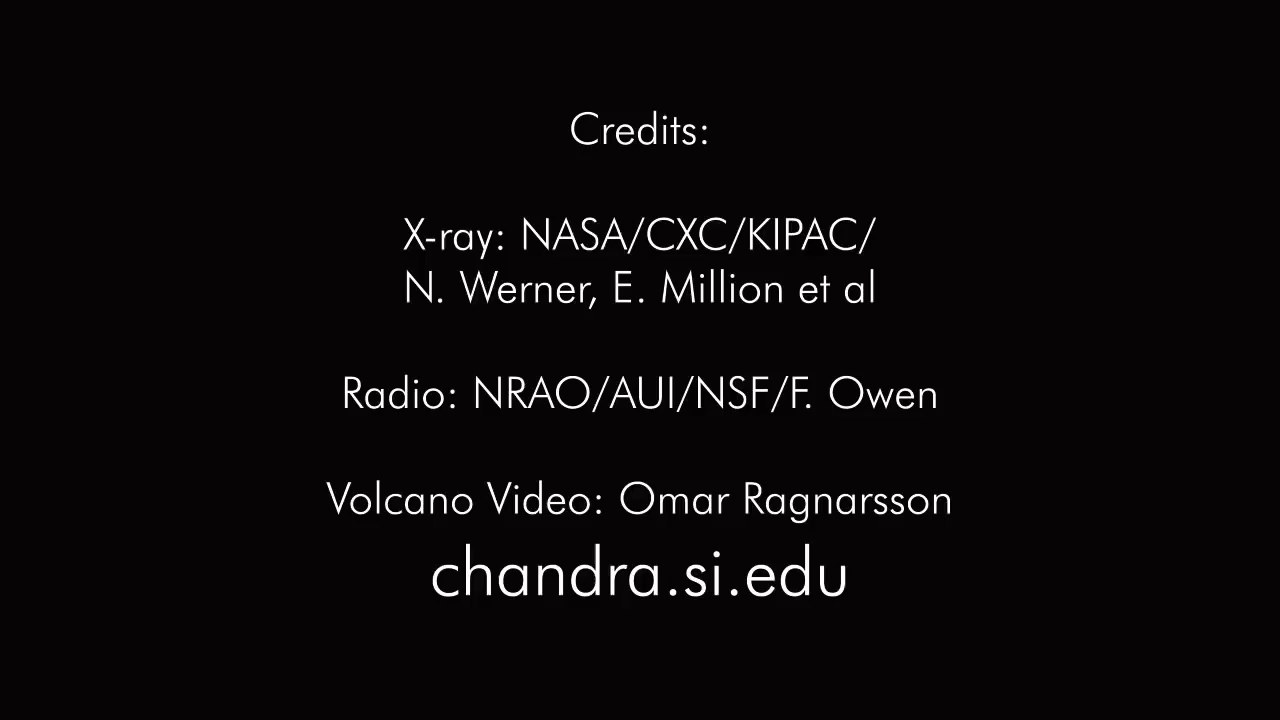 Credits:
X-ray: NASA/CXC/KIPAC/
N. Werner, E. Million et al
Radio: NRAO/AUI/NSF/F. Owen
Volcano Video: Omar Ragnarsson
chandra.si.edu